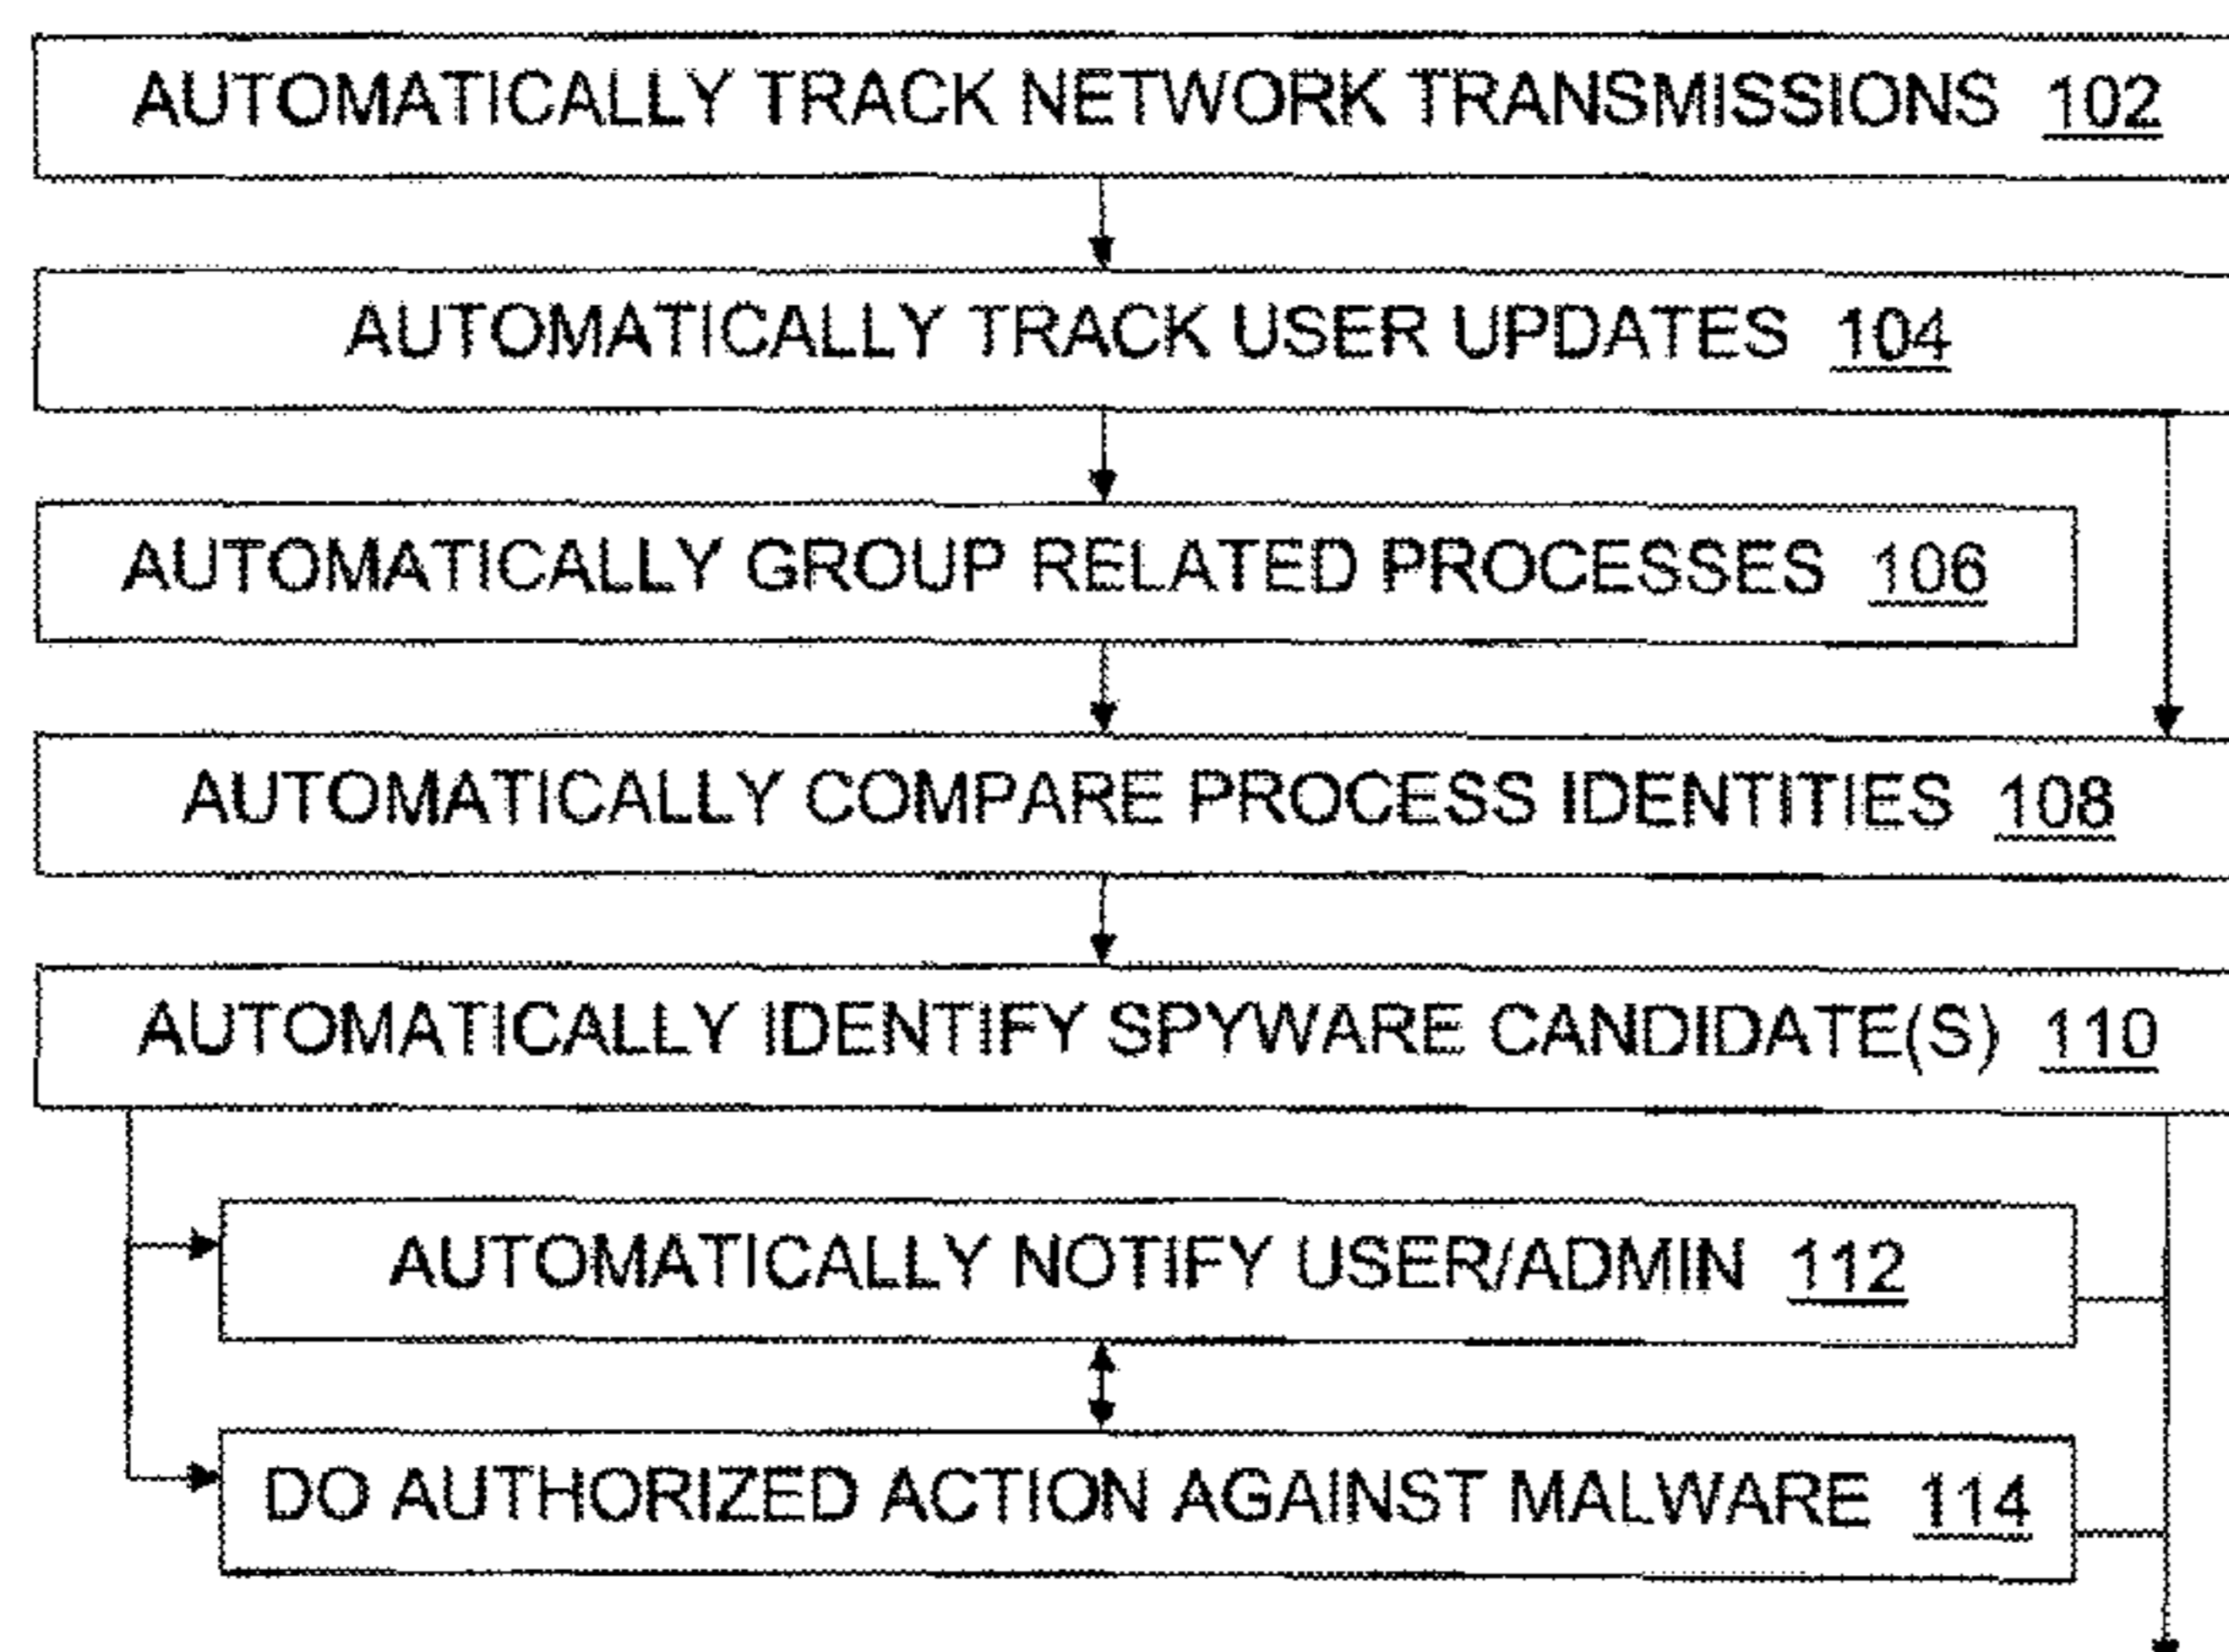 AUTOMATICALLY TRACK NETWORK TRANSMISSIONS 102
AUTOMATICALLY TRACK USER UPDATES 104
AUTOMATICALLY GROUP RELATED PROCESSES 106
AUTOMATICALLY COMPARE PROCESS IDENTITIES 108
AUTOMATICALLY IDENTIFY SPYWARE CANDIDATE(S) 110
AUTOMATICALLY NOTIFY USER/ADMIN 112
DO AUTHORIZED ACTION AGAINST MALWARE 114